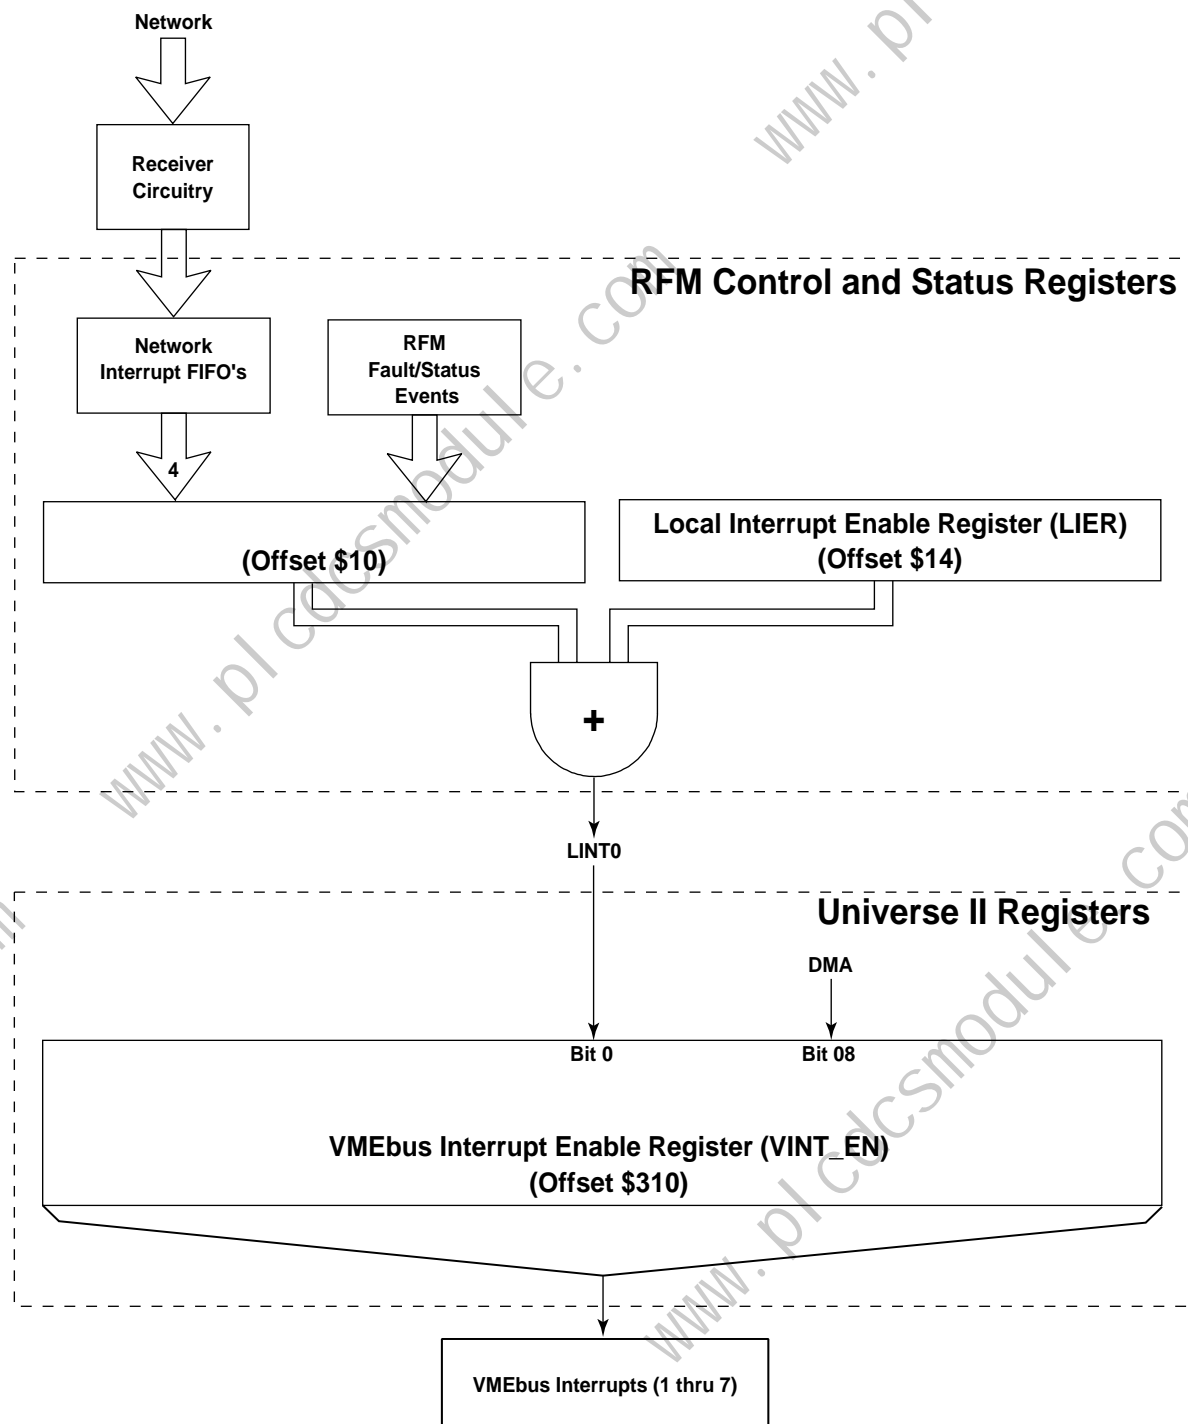 Network
Receiver
Circuitry
RFM Control and Status Registers
Network
Interrupt FIFO's
RFM
Fault/Status
Events
4
(Offset $10)
Local Interrupt Enable Register (LIER)
(Offset $14)
+
LINT0
Universe II Registers
DMA
Bit 0
Bit 08
VMEbus Interrupt Enable Register (VINT_EN)
(Offset $310)
VMEbus Interrupts (1 thru 7)
www.plcdcsmodule.com
www.plcdcsmodule.com
www.pl
m